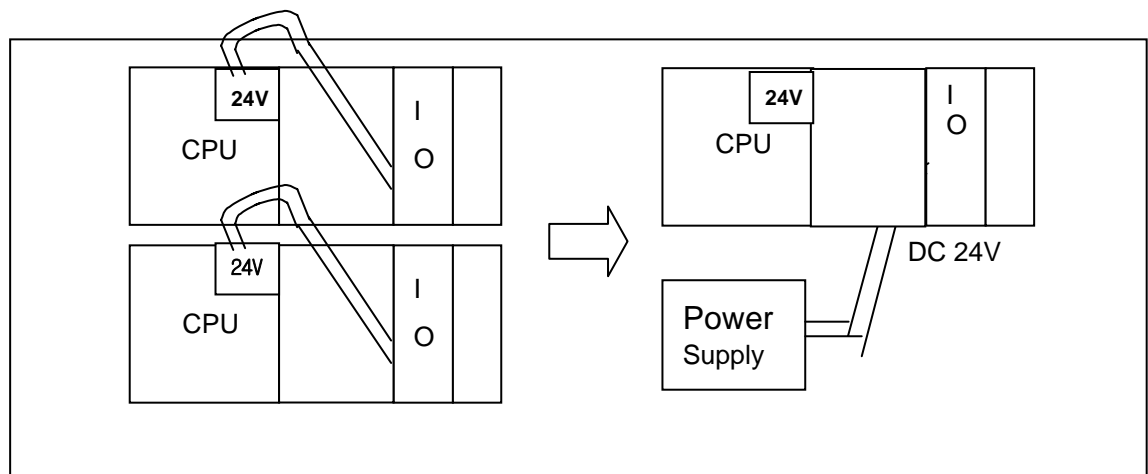 24V
CPU
I
O
24V
CPU
I
O
24V
CPU
I
O
DC 24V
Power
Supply